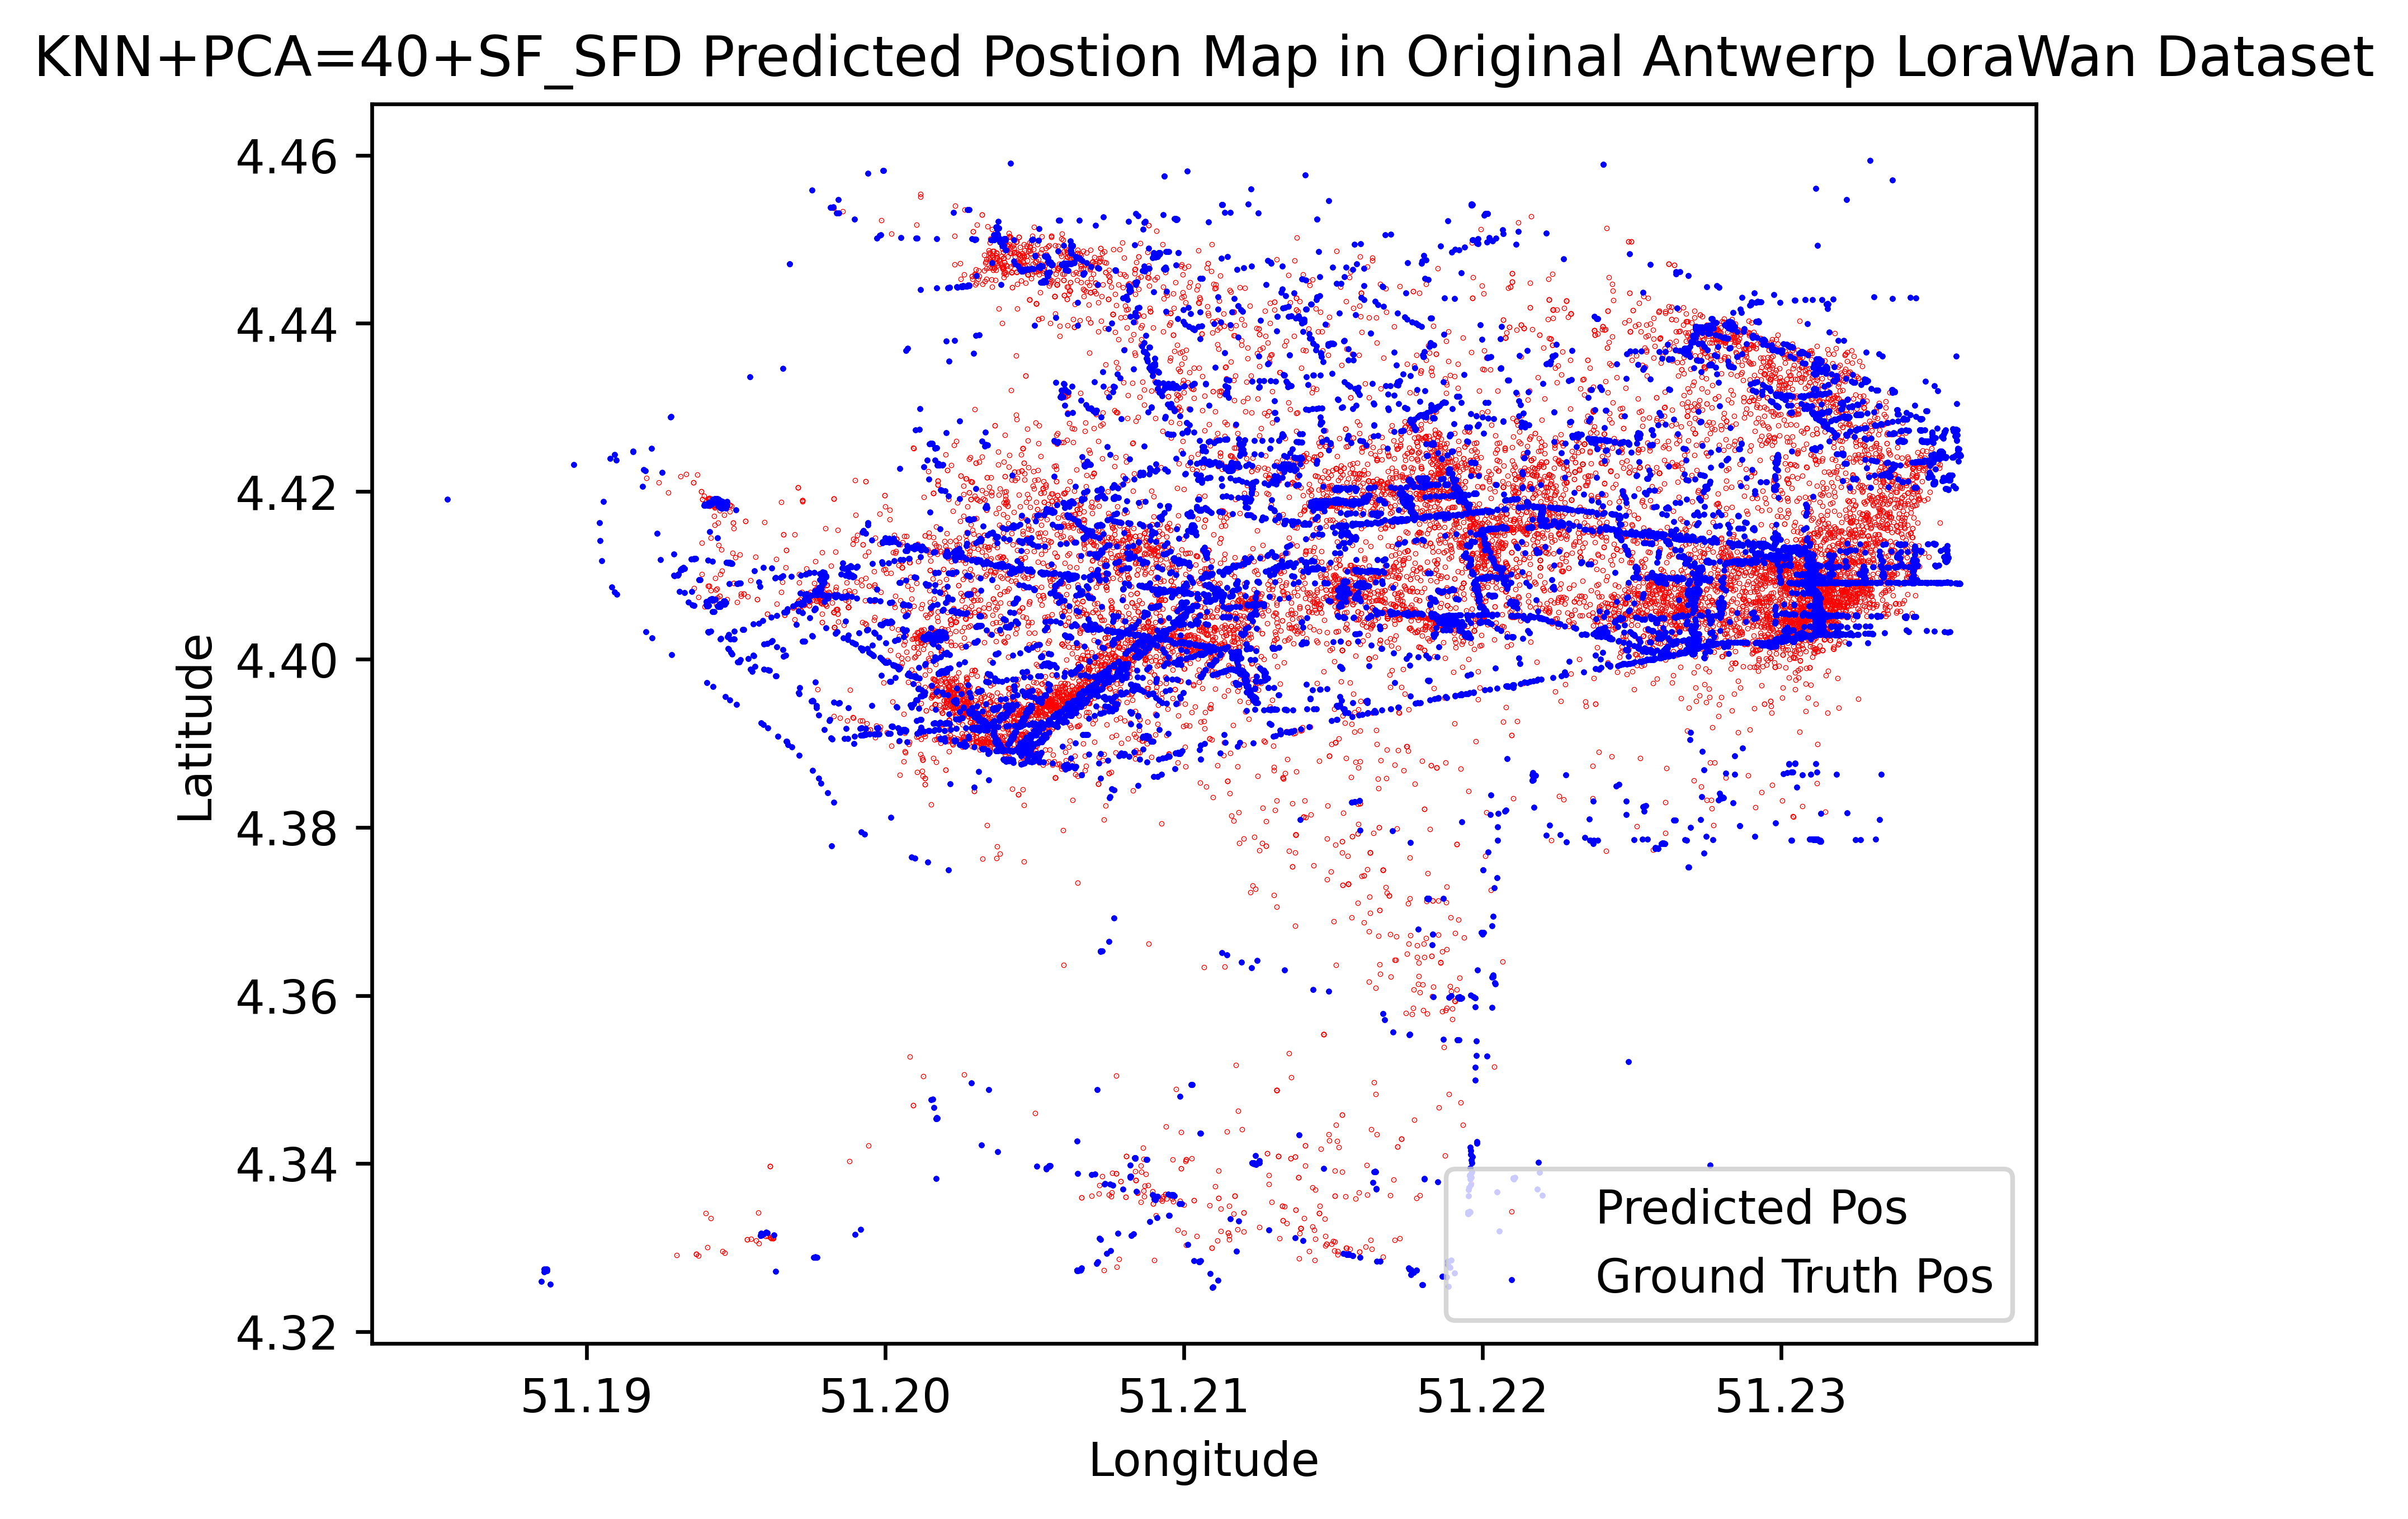 KNN+PCA=40+SF_SFD Predicted Postion Map in Original Antwerp LoraWan Dataset
4.46
4.44
4.42
4.40
4.38
4.36
4.34
4.32
Latitude
51.19 51.20 51.21 51.22 51.23
Longitude
Predicted Pos
Ground Truth Pos